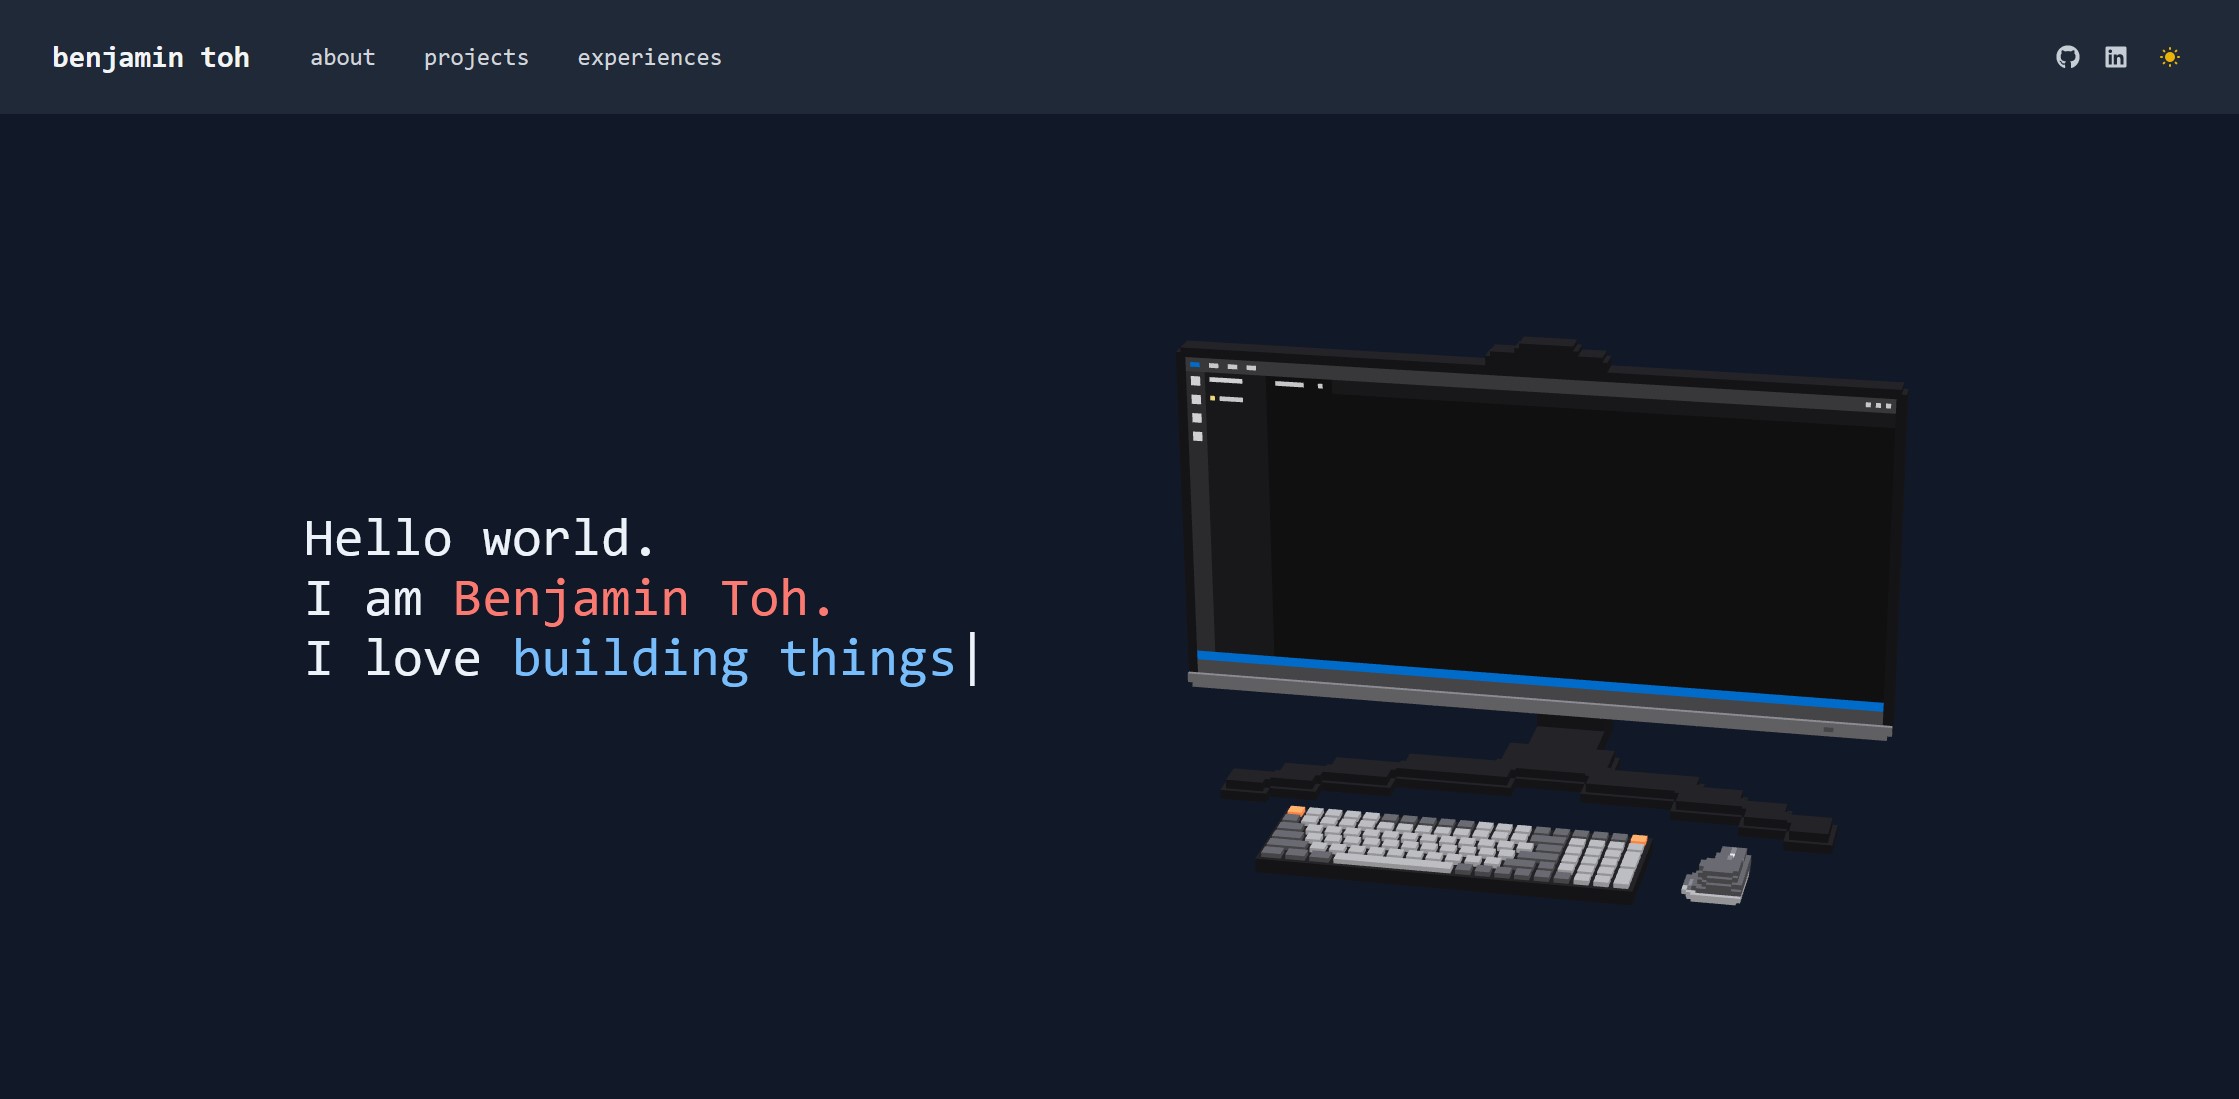 benjamin toh
about
projects
experiences
Hello world.
I am Benjamin Toh.
I love building things